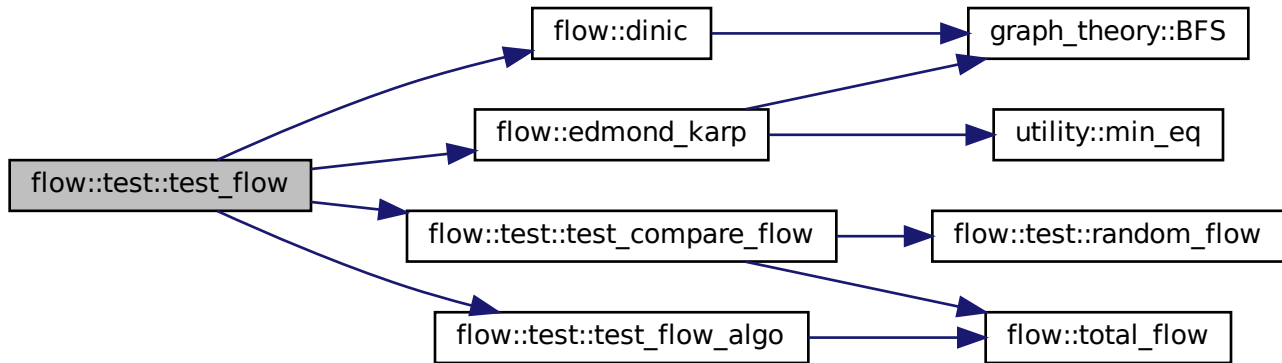 flow::dinic
graph_theory::BFS
flow::edmond_karp
utility::min_eq
flow::test::test_flow
flow::test::test_compare_flow
flow::test::random_flow
flow::test::test_flow_algo
flow::total_flow